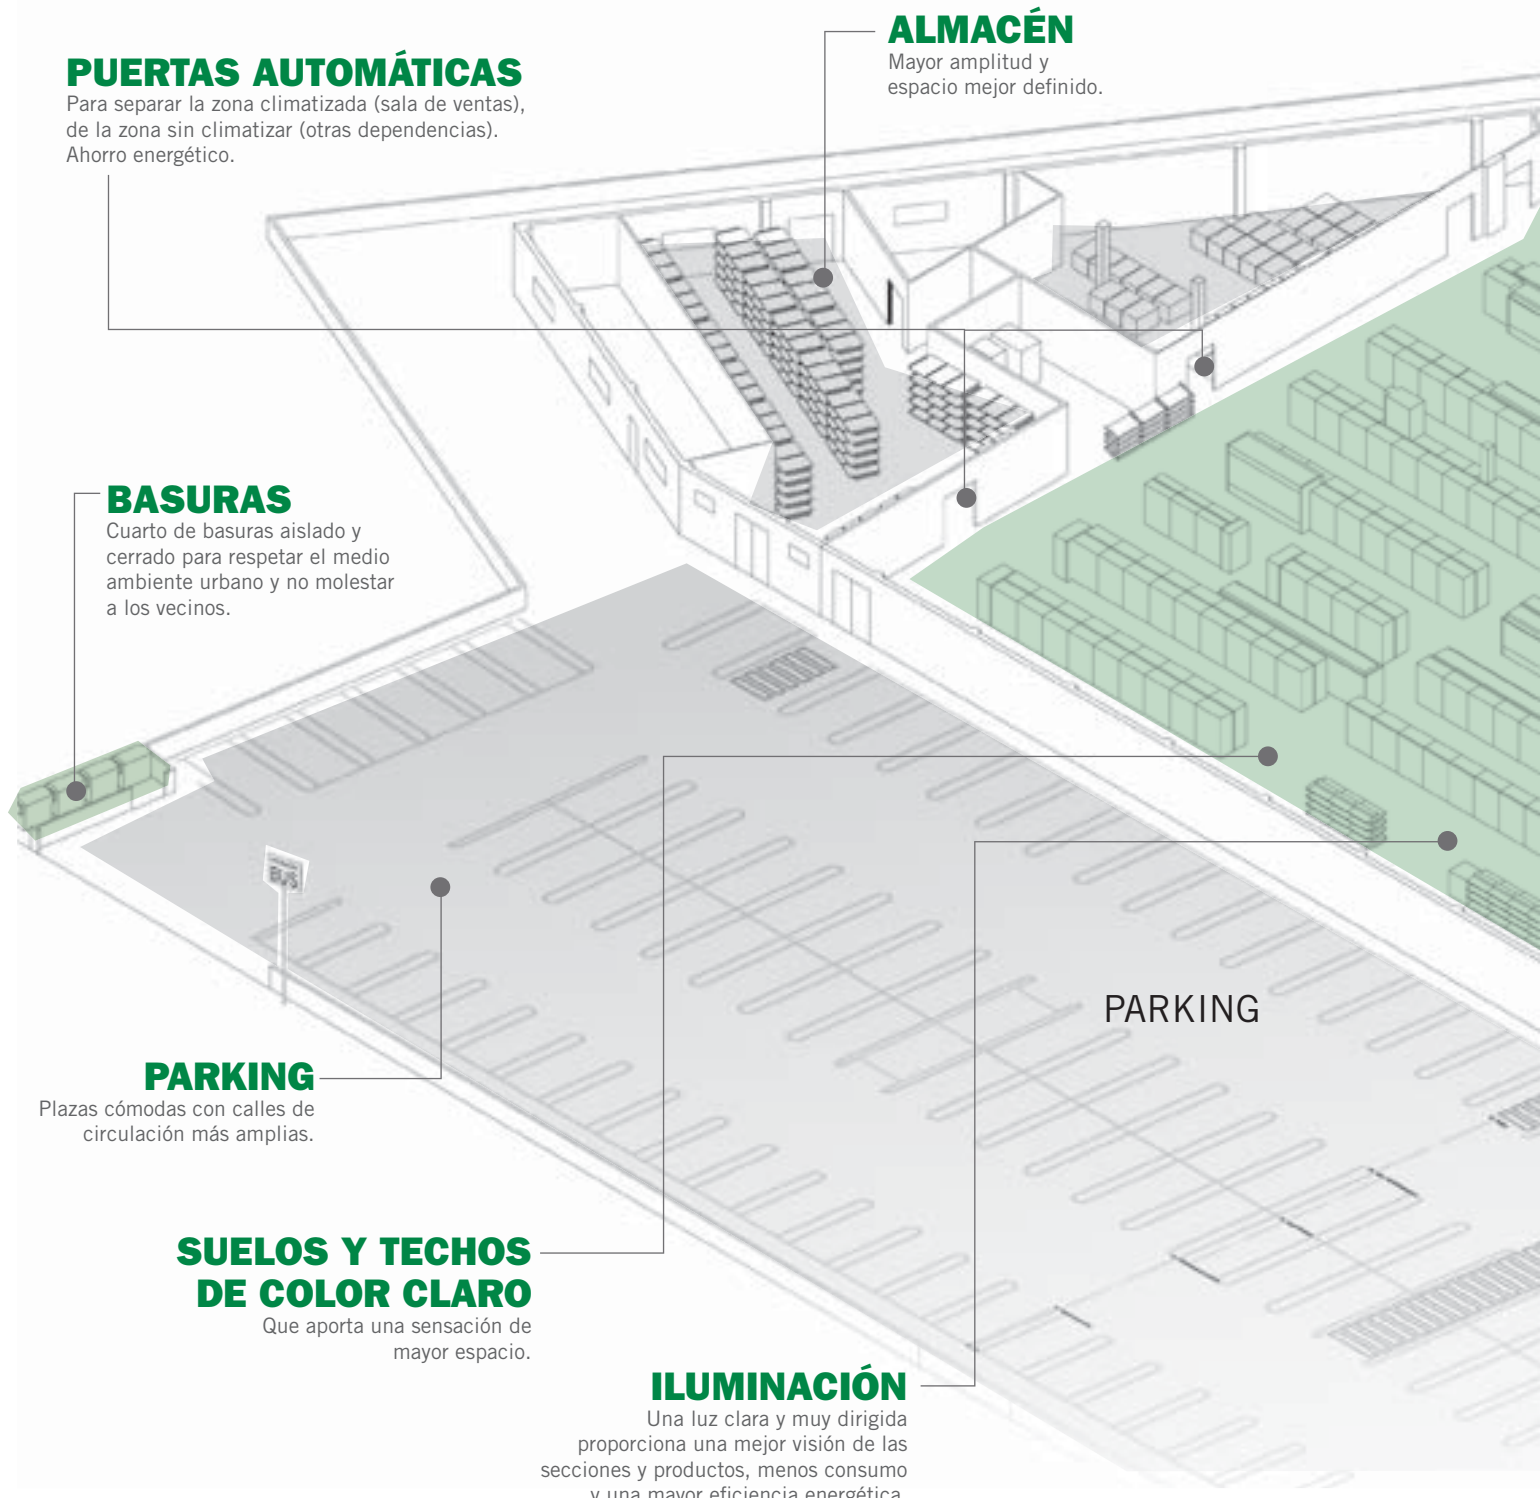 PUERTAS AUTOMÁTICAS
Para separar la zona climatizada (sala de ventas),
de la zona sin climatizar (otras dependencias).
Ahorro energético.
ALMACÉN
Mayor amplitud y
espacio mejor definido.
BASURAS
Cuarto de basuras aislado y
cerrado para respetar el medio
ambiente urbano y no molestar
a los vecinos.
BUS
PARKING
PARKING
Plazas cómodas con calles de
circulación más amplias.
SUELOS Y TECHOS
DE COLOR CLARO
Que aporta una sensación de
mayor espacio.
ILUMINACIÓN
Una luz clara y muy dirigida
proporciona una mejor visión de las
secciones y productos, menos consumo
y una mayor eficiencia energética.